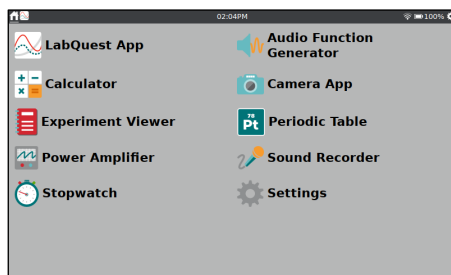 02:04PM
100%
LabQuest App
Audio Function
Generator
Calculator
Camera App
Experiment Viewer
78
Pt
Periodic Table
Power Amplifier
Sound Recorder
Stopwatch
Settings